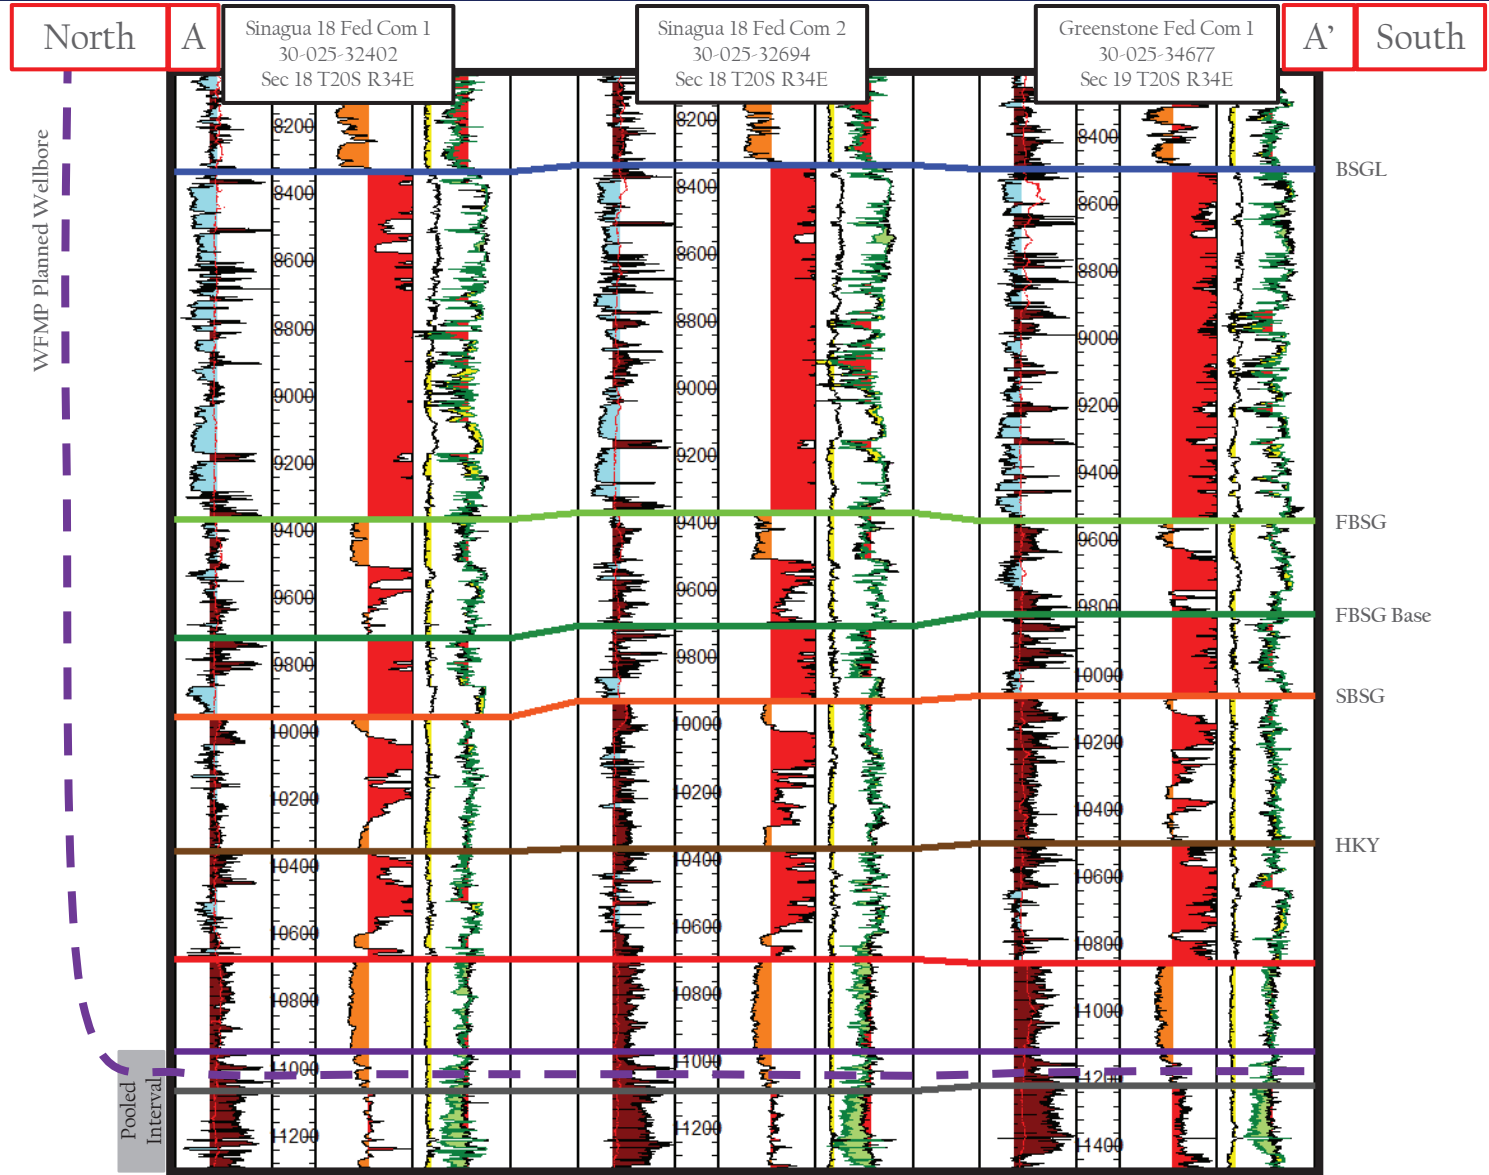 North
A
Sinagua 18 Fed Com 1
30-025-32402
Sec 18 T20S R34E
Sinagua 18 Fed Com 2
30-025-32694
Sec 18 T20S R34E
Greenstone Fed Com 1
30-025-34677
Sec 19 T20S R34E
A'
South
WFMP Planned Wellbore
8200
8400
8600
8800
9000
9200
9400
9600
9800
10000
10200
10400
10600
10800
11000
11200
8200
8400
8600
8800
9000
9200
9400
9600
9800
10000
10200
10400
10600
10800
11000
11200
8400
8600
8800
9000
9200
9400
9600
9800
10000
10200
10400
10600
10800
11000
11200
11400
BSGL
FBSG
FBSG Base
SBSG
HKY
Pooled
Interval